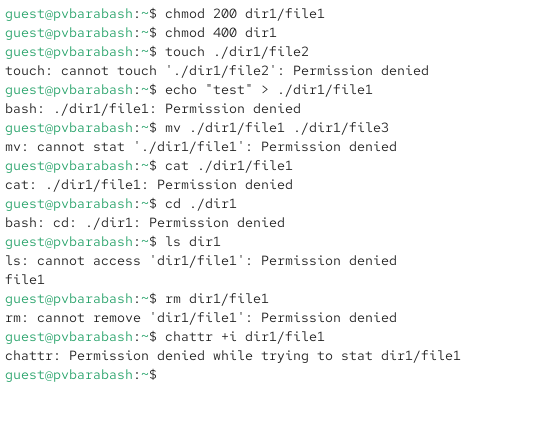 guest@pvbarabash:~$ chmod 200 dir1/file1
guest@pvbarabash:~$ chmod 400 dir1
guest@pvbarabash:~$ touch ./dir1/file2
touch: cannot touch './dir1/file2': Permission denied
guest@pvbarabash:~$ echo "test" > ./dir1/file1
bash: ./dir1/file1: Permission denied
guest@pvbarabash:~$ mv ./dir1/file1 ./dir1/file3
mv: cannot stat './dir1/file1': Permission denied
guest@pvbarabash:~$ cat ./dir1/file1
cat: ./dir1/file1: Permission denied
guest@pvbarabash:~$ cd ./dir1
bash: cd: ./dir1: Permission denied
guest@pvbarabash:~$ ls dir1
ls: cannot access 'dir1/file1': Permission denied
file1
guest@pvbarabash:~$ rm dir1/file1
rm: cannot remove 'dir1/file1': Permission denied
guest@pvbarabash:~$ chattr +i dir1/file1
chattr: Permission denied while trying to stat dir1/file1
guest@pvbarabash:~$